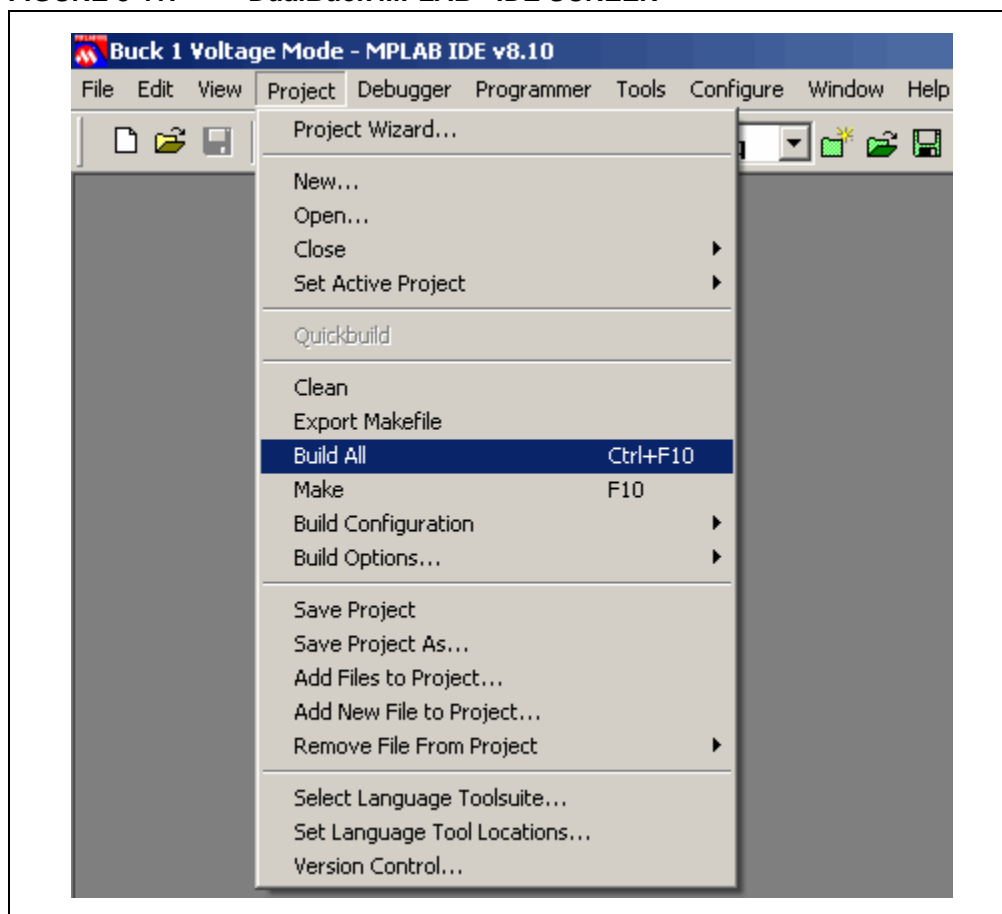 Buck 1 Voltage Mode - MPLAB IDE v8.10
File Edit View Project Debugger Programmer Tools Configure Window Help
Project Wizard...
New...
Open...
Close
Set Active Project
Quickbuild
Clean
Export Makefile
Build All Ctrl+F10
Make F10
Build Configuration
Build Options...
Save Project
Save Project As...
Add Files to Project...
Add New File to Project...
Remove File From Project
Select Language Toolsuite...
Set Language Tool Locations...
Version Control...